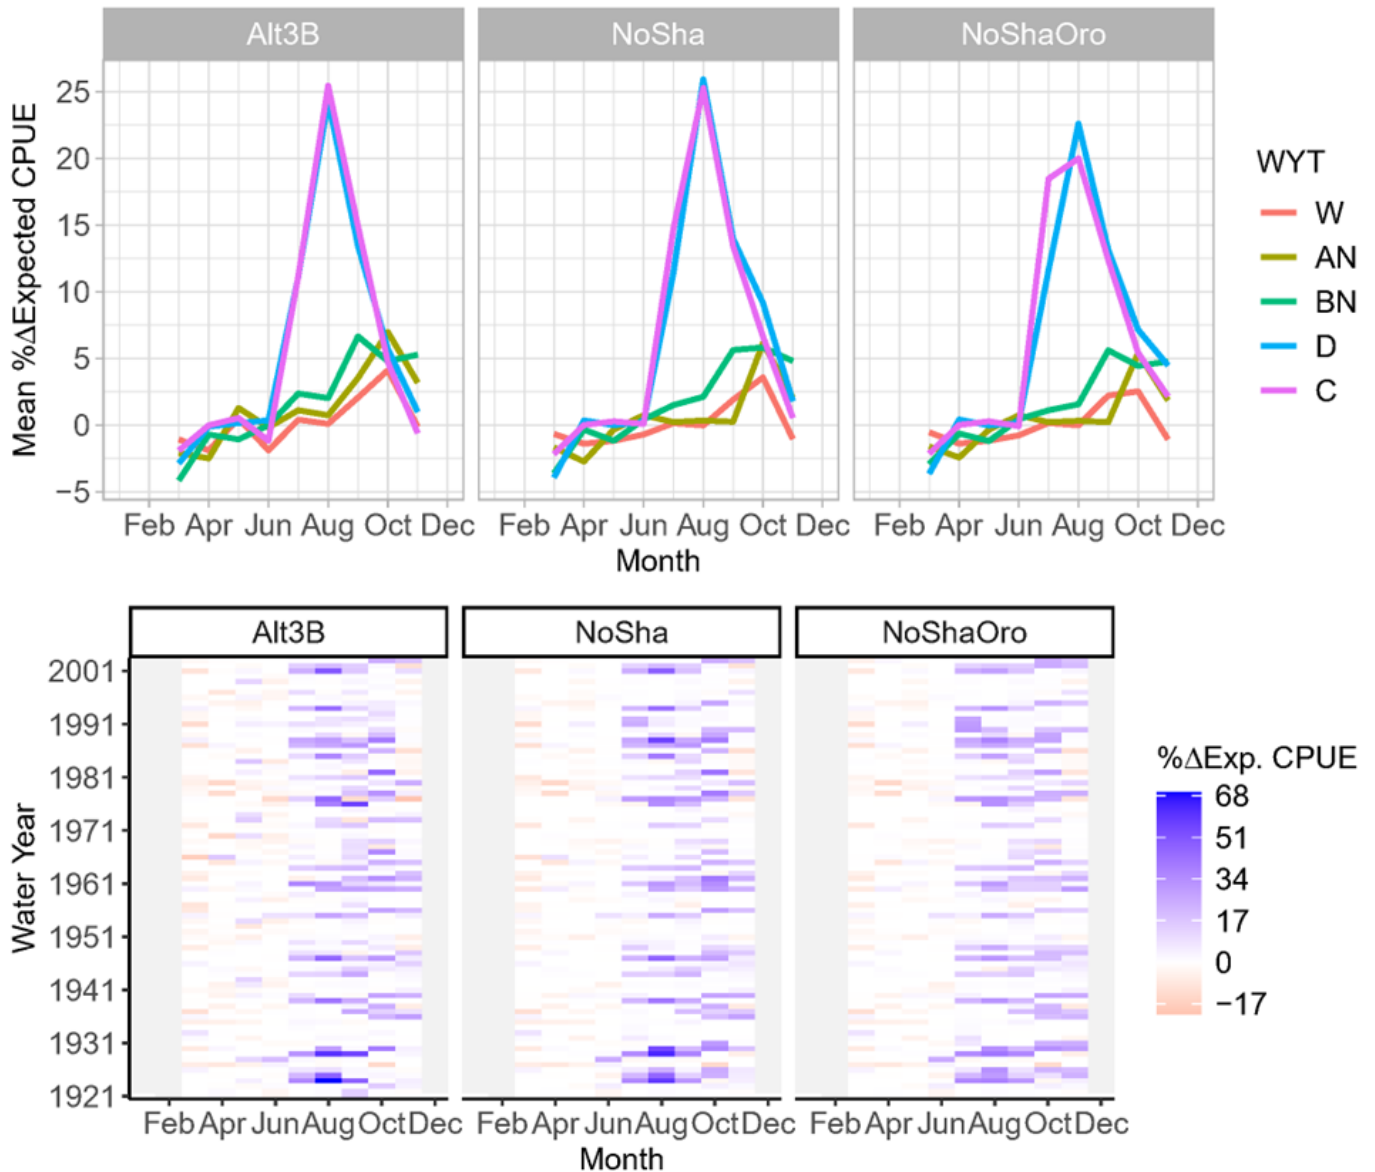 Alt3B NoSha NoShaOro
Mean %ΔExpected CPUE
25
20
15
10
5
0
−5
Feb Apr Jun Aug Oct Dec Feb Apr Jun Aug Oct Dec Feb Apr Jun Aug Oct Dec
Month
WYT
W
AN
BN
D
C
Alt3B NoSha NoShaOro
Water Year
2001
1991
1981
1971
1961
1951
1941
1931
1921
Feb Apr Jun Aug Oct Dec Feb Apr Jun Aug Oct Dec Feb Apr Jun Aug Oct Dec
Month
%ΔExp. CPUE
68
51
34
17
0
−17